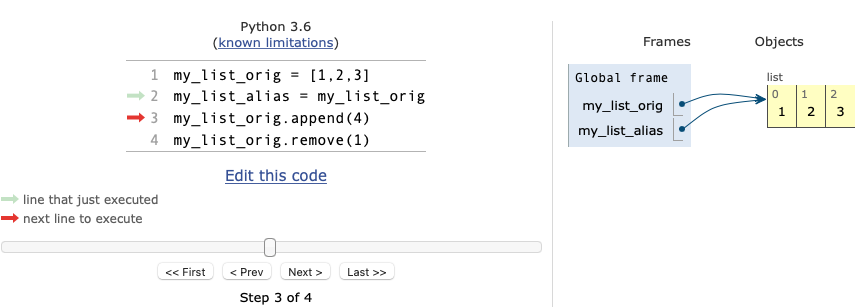 Python 3.6
(known limitations)
1 my_list_orig = [1,2,3]
2 my_list_alias = my_list_orig
3 my_list_orig.append(4)
4 my_list_orig.remove(1)
Edit this code
line that just executed
next line to execute
<< First < Prev Next > Last >>
Step 3 of 4
Frames Objects
Global frame
my_list_orig
my_list_alias
list
0 1 2
1 2 3